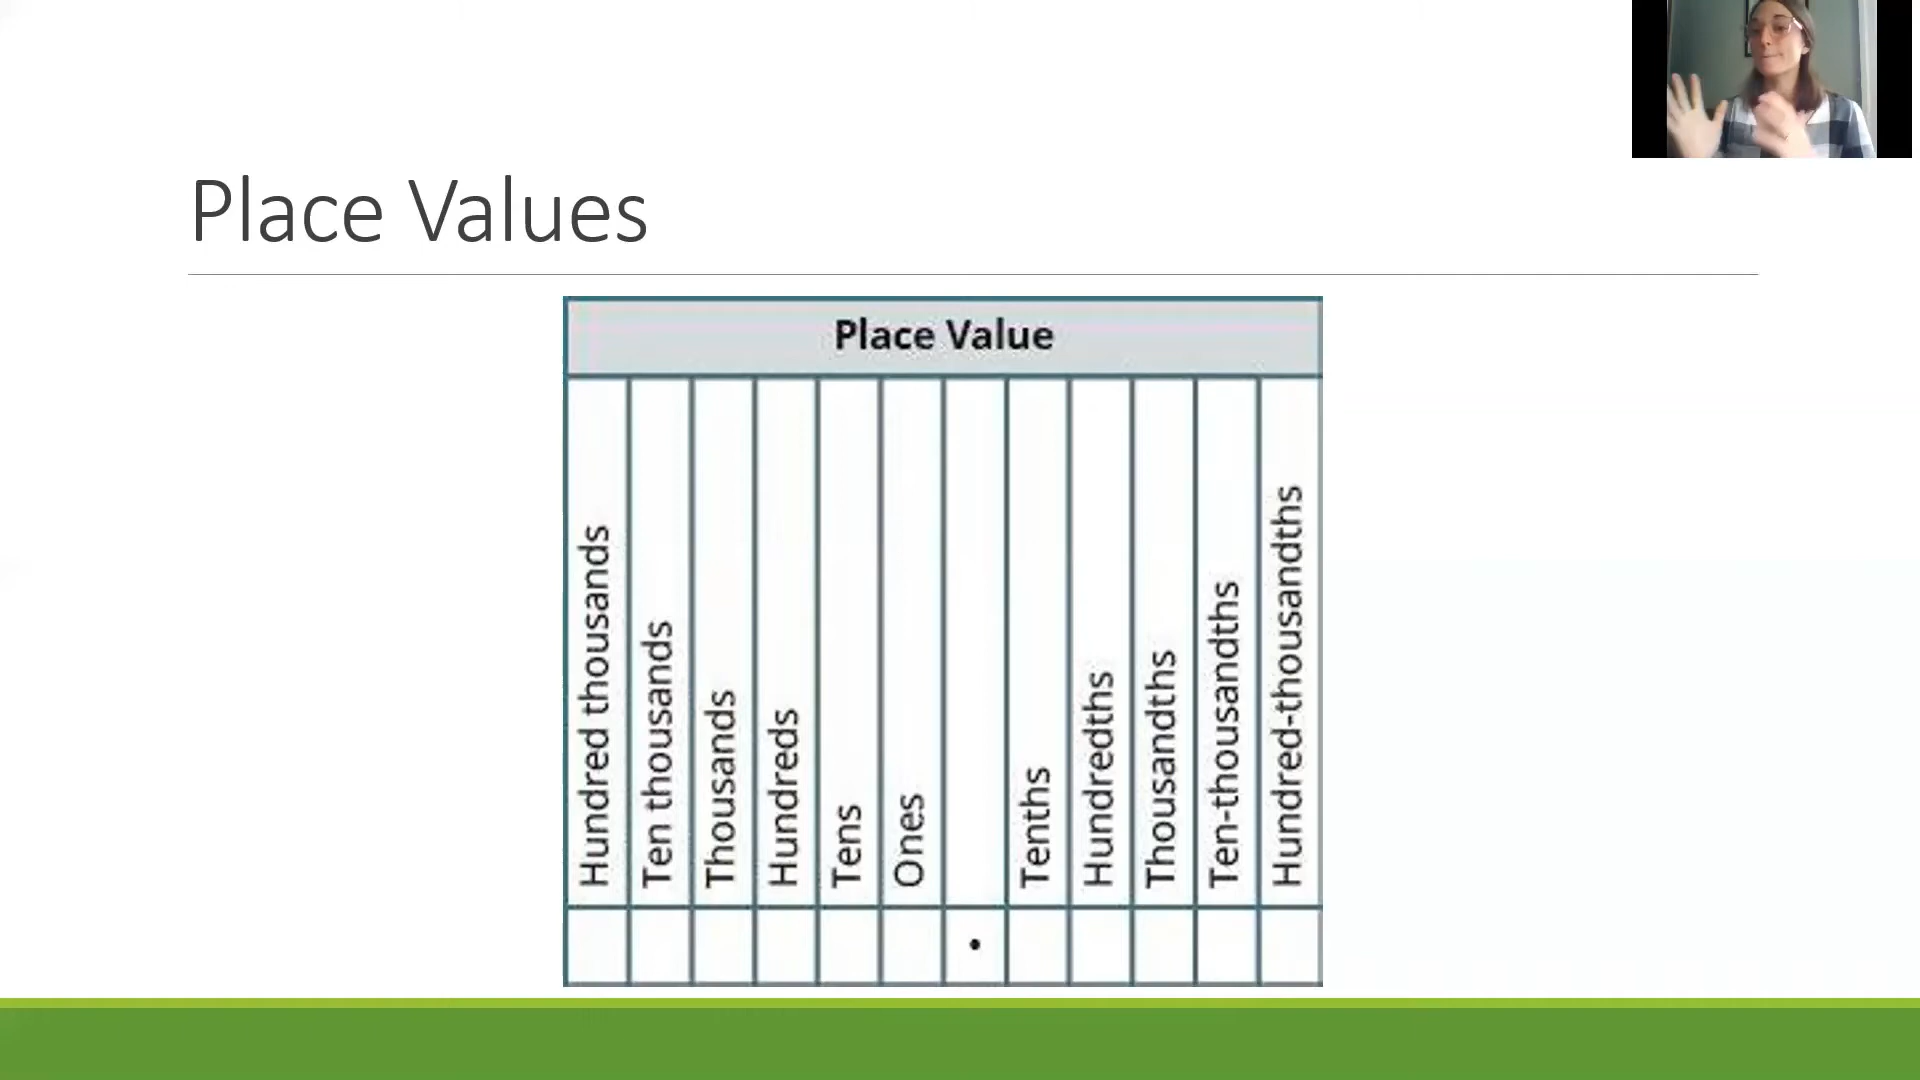 Place Values
Place Value
Hundred thousands
Ten thousands
Thousands
Hundreds
Tens
Ones
Tenths
Hundredths
Thousandths
Ten-thousandths
Hundred-thousandths
.